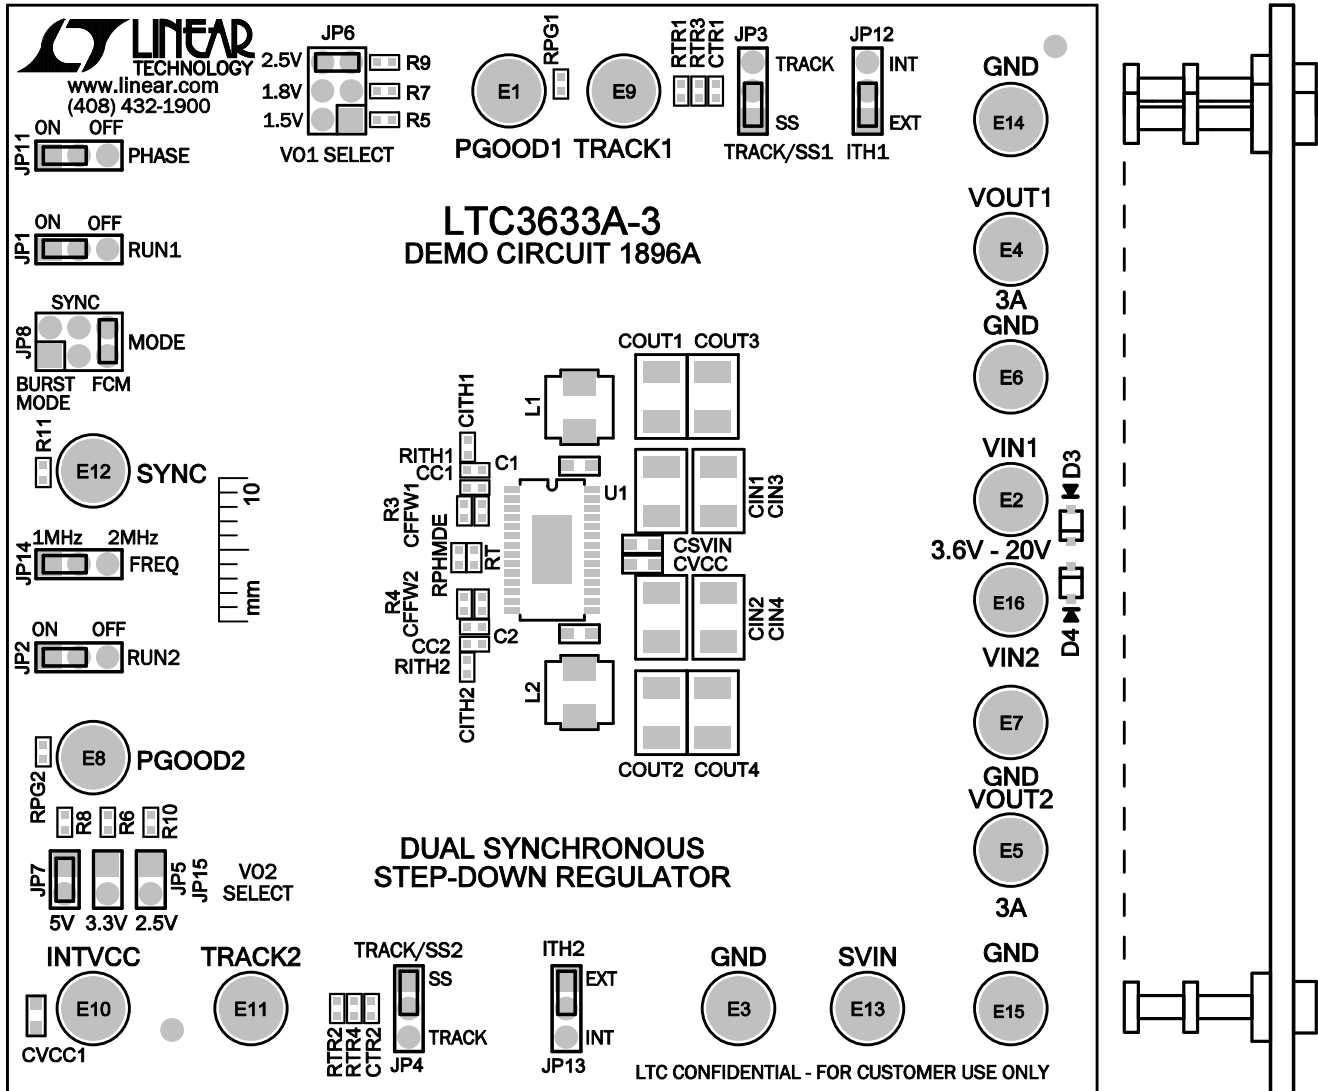 LINEAR
TECHNOLOGY
www.linear.com
(408) 432-1900
JP6
2.5V
R9
1.8V
R7
1.5V
R5
VO1 SELECT
E1
RPG1
PGOOD1
E9
TRACK1
RTR1
RTR3
CTR1
JP3
TRACK
SS
TRACK/SS1
JP12
INT
EXT
ITH1
GND
E14
JP11
ON OFF
PHASE
JP1
ON OFF
RUN1
LTC3633A-3
DEMO CIRCUIT 1896A
VOUT1
E4
3A
SYNC
JP8
MODE
BURST
MODE
FCM
GND
E6
COUT1 COUT3
L1
CITH1
RITH1
CC1
C1
U1
R3
CFFW1
CIN1
CIN3
VIN1
E2
D3
3.6V - 20V
R11
E12
SYNC
10
mm
JP14
1MHz 2MHz
FREQ
RPHMDE
RT
CSVIN
CVCC
R4
CFFW2
CIN2
CIN4
E16
D4
VIN2
JP2
ON OFF
RUN2
CC2
C2
RITH2
CITH2
L2
COUT2 COUT4
E7
GND
RPG2
E8
PGOOD2
R8
R6
R10
JP7
JP5
JP15
5V 3.3V 2.5V
VO2
SELECT
DUAL SYNCHRONOUS
STEP-DOWN REGULATOR
VOUT2
E5
3A
INTVCC
E10
CVCC1
TRACK2
E11
TRACK/SS2
SS
TRACK
RTR2
RTR4
CTR2
JP4
ITH2
EXT
INT
JP13
GND
E3
SVIN
E13
GND
E15
LTC CONFIDENTIAL - FOR CUSTOMER USE ONLY